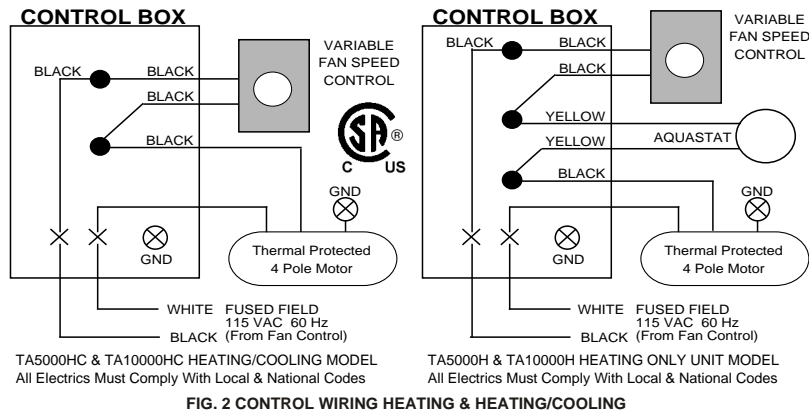 CONTROL BOX
VARIABLE
FAN SPEED
CONTROL
BLACK
BLACK
BLACK
BLACK
SA®
C US
GND
GND
Thermal Protected
4 Pole Motor
WHITE FUSED FIELD
115 VAC 60 Hz
BLACK (From Fan Control)
TA5000HC & TA10000HC HEATING/COOLING MODEL
All Electrics Must Comply With Local & National Codes
CONTROL BOX
VARIABLE
FAN SPEED
CONTROL
BLACK
BLACK
BLACK
YELLOW
YELLOW
AQUASTAT
BLACK
GND
GND
Thermal Protected
4 Pole Motor
WHITE FUSED FIELD
115 VAC 60 Hz
BLACK (From Fan Control)
TA5000H & TA10000H HEATING ONLY UNIT MODEL
All Electrics Must Comply With Local & National Codes
FIG. 2 CONTROL WIRING HEATING & HEATING/COOLING